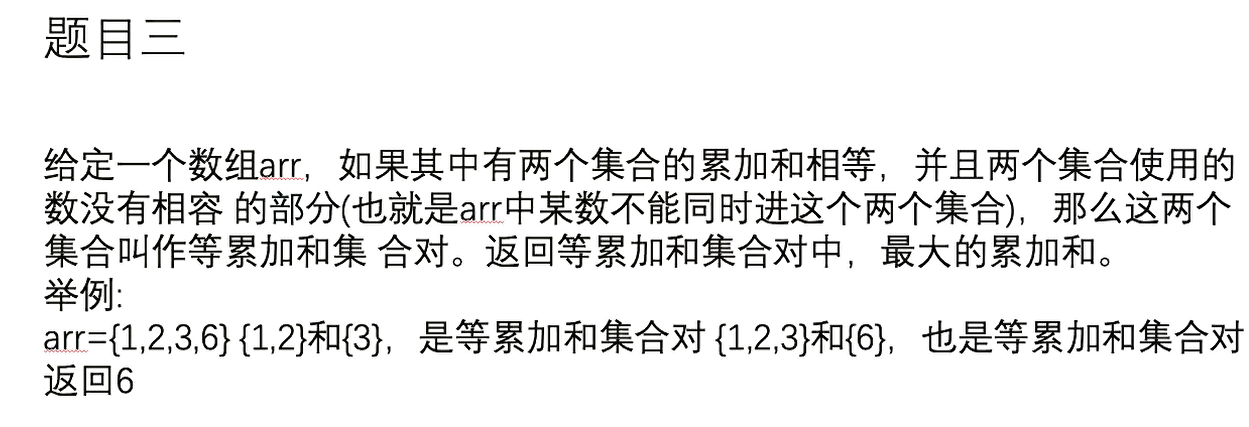 题目三
给定一个数组arr，如果其中有两个集合的累加和相等，并且两个集合使用的
数没有相容 的部分(也就是arr中某数不能同时进这个两个集合)，那么这两个
集合叫作等累加和集 合对。返回等累加和集合对中，最大的累加和。
举例:
arr={1,2,3,6} {1,2}和{3}，是等累加和集合对 {1,2,3}和{6}，也是等累加和集合对
返回6